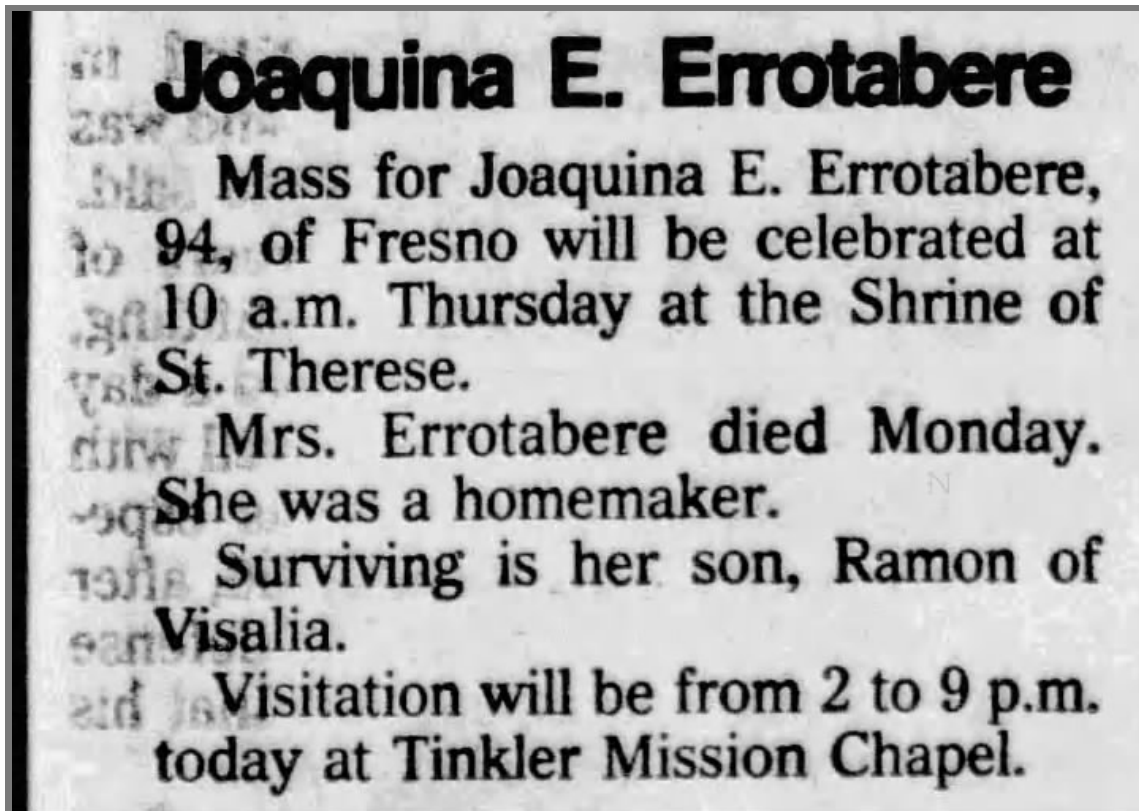 Joaquina E. Errotabere
Mass for Joaquina E. Errotabere,
94, of Fresno will be celebrated at
10 a.m. Thursday at the Shrine of
St. Therese.
Mrs. Errotabere died Monday.
She was a homemaker.
Surviving is her son, Ramon of
Visalia.
Visitation will be from 2 to 9 p.m.
today at Tinkler Mission Chapel.